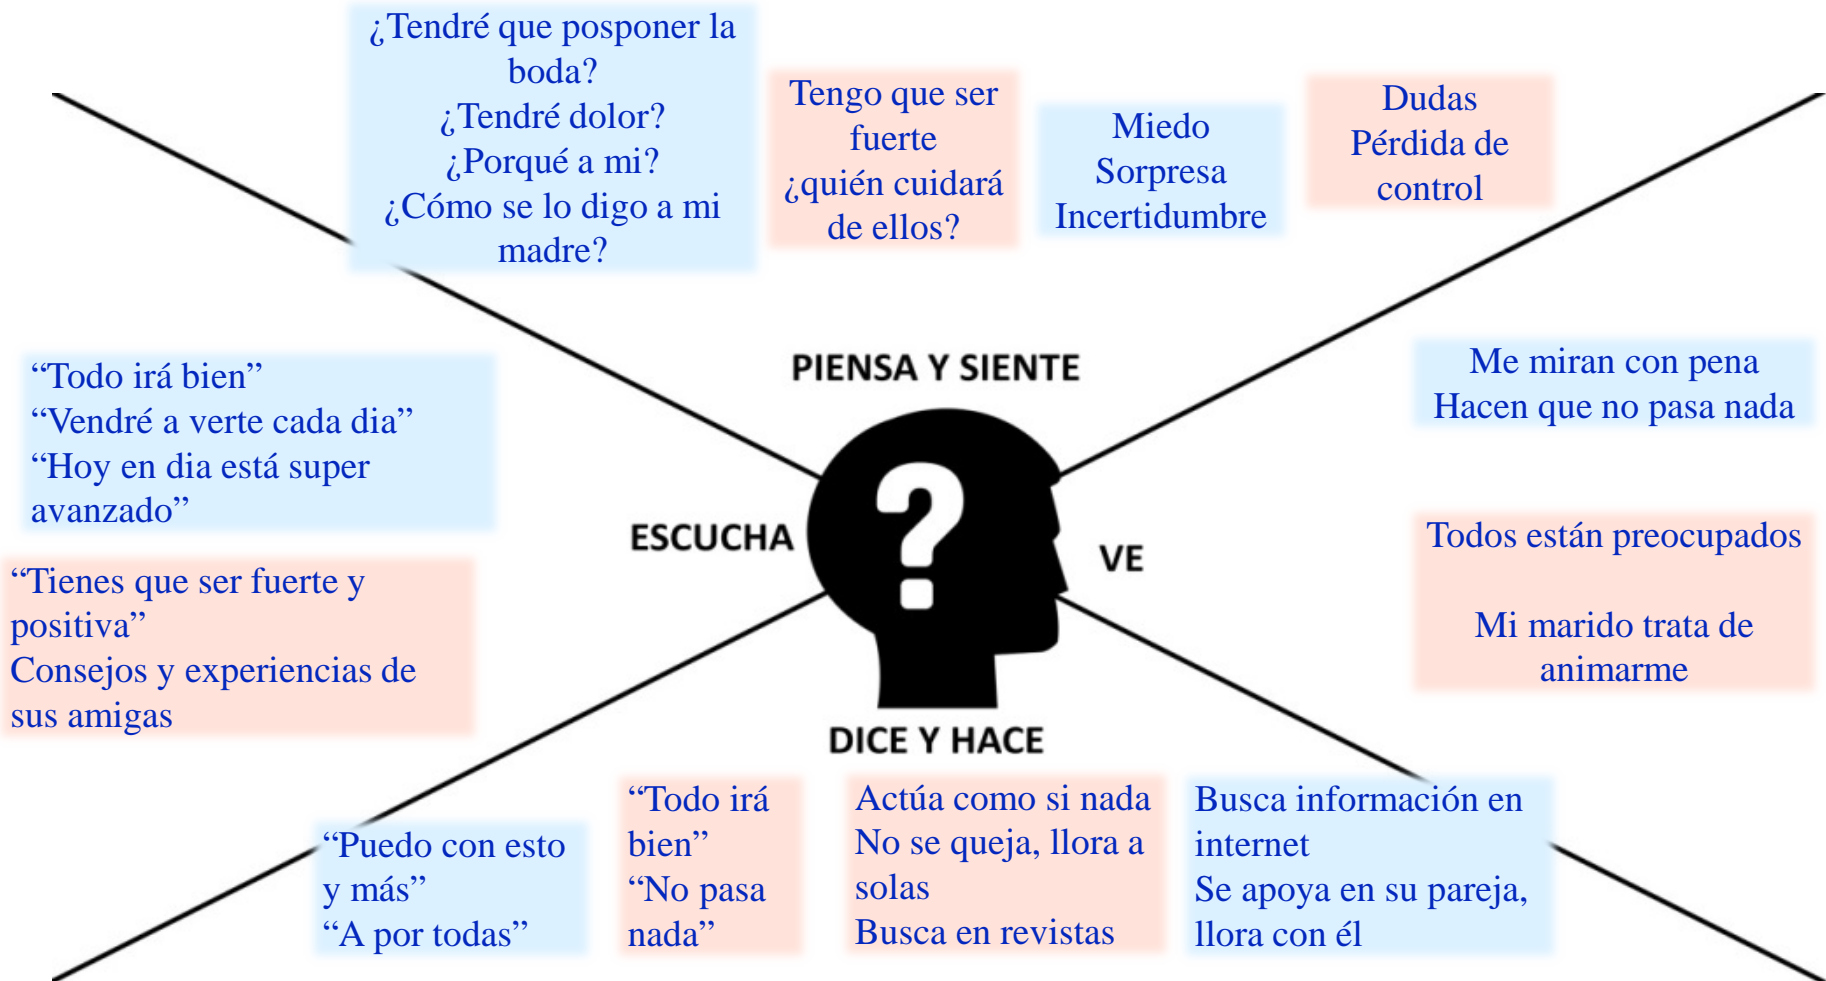 ¿Tendré que posponer la
boda?
¿Tendré dolor?
¿Porqué a mi?
¿Cómo se lo digo a mi
madre?
Tengo que ser
fuerte
¿quién cuidará
de ellos?
Miedo
Sorpresa
Incertidumbre
Dudas
Pérdida de
control
PIENSA Y SIENTE
“Todo irá bien”
“Vendré a verte cada dia”
“Hoy en dia está super
avanzado”
“Tienes que ser fuerte y
positiva”
Consejos y experiencias de
sus amigas
ESCUCHA
?
VE
Me miran con pena
Hacen que no pasa nada
Todos están preocupados
Mi marido trata de
animarme
DICE Y HACE
“Puedo con esto
y más”
“A por todas”
“Todo irá
bien”
“No pasa
nada”
Actúa como si nada
No se queja, llora a
solas
Busca en revistas
Busca información en
internet
Se apoya en su pareja,
llora con él